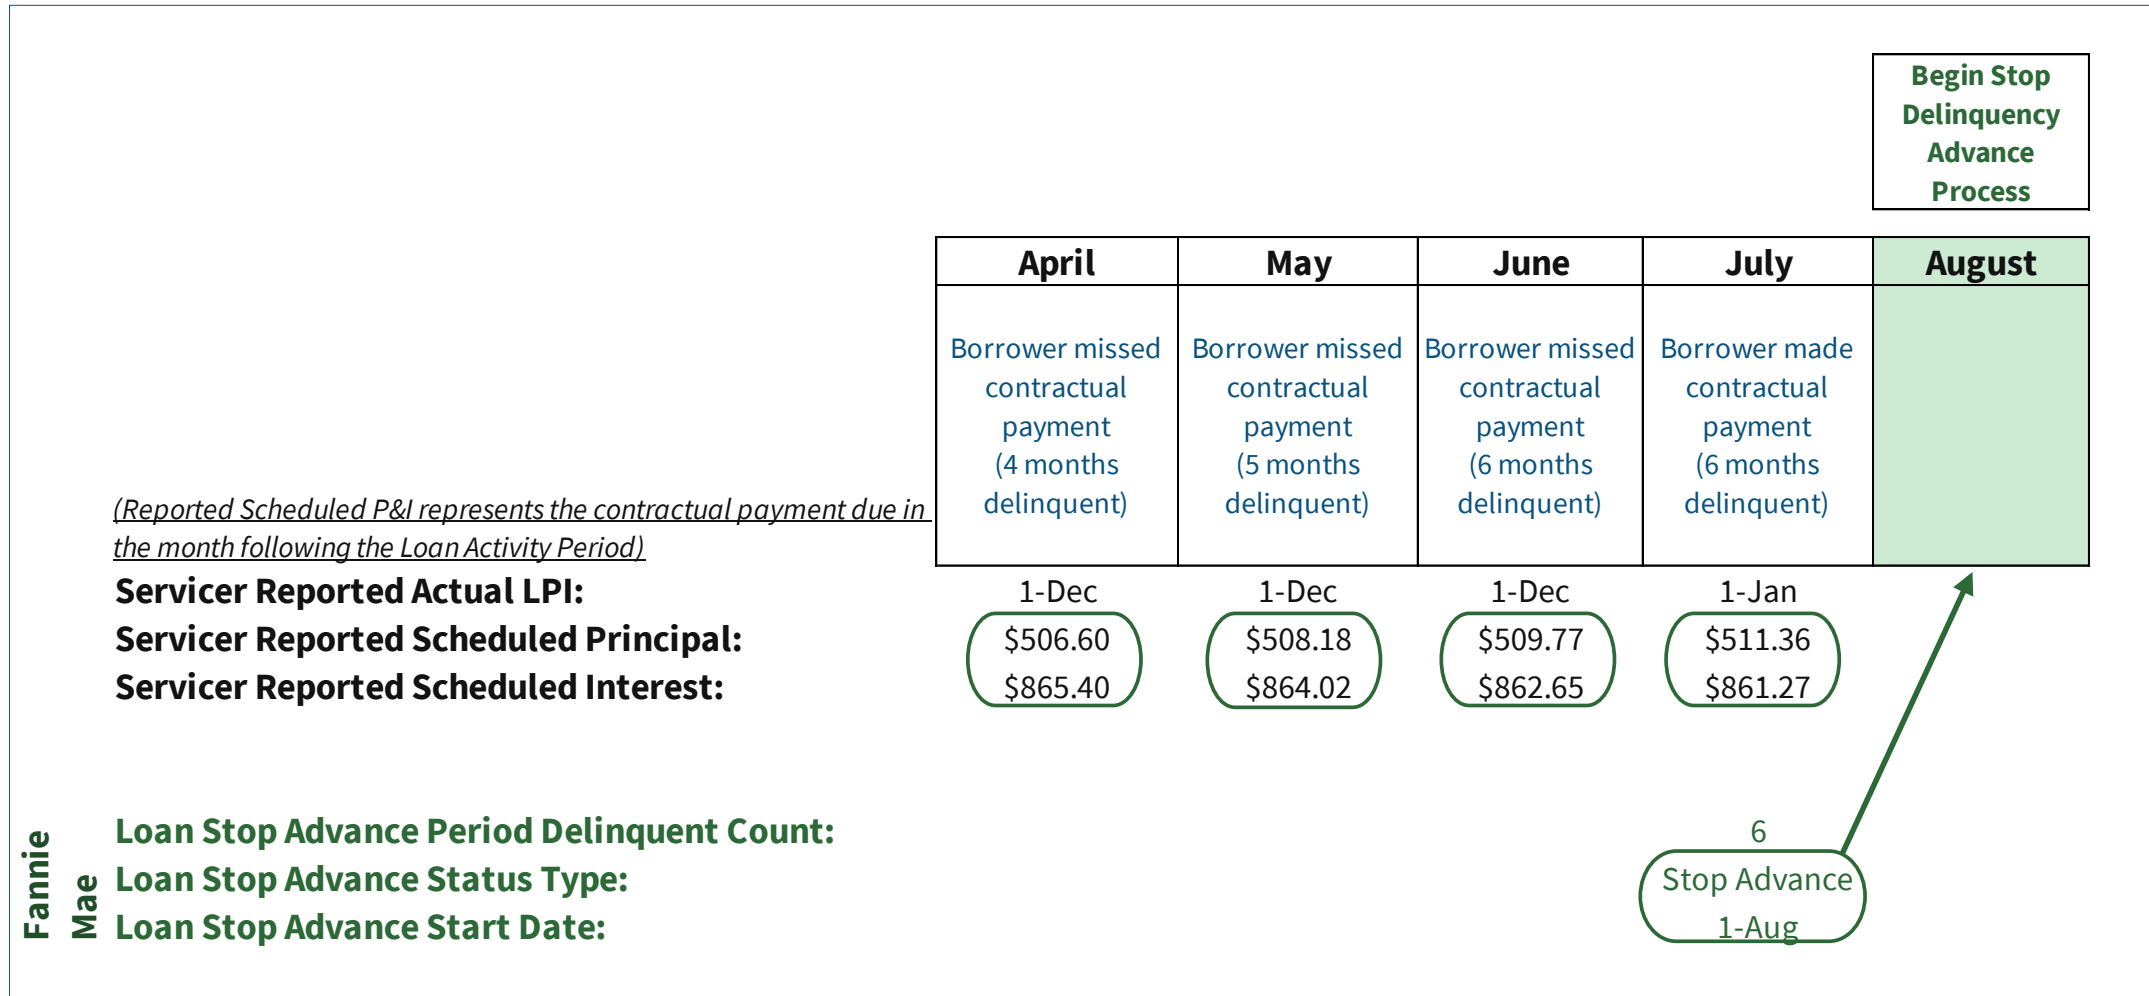 Begin Stop
Delinquency
Advance
Process
April May June July August
Borrower missed Borrower missed Borrower missed Borrower made
contractual contractual contractual contractual
payment payment payment payment
(4 months (5 months (6 months (6 months
delinquent) delinquent) delinquent) delinquent)
(Reported Scheduled P&I represents the contractual payment due in
the month following the Loan Activity Period)
Servicer Reported Actual LPI: 1-Dec 1-Dec 1-Dec 1-Jan
Servicer Reported Scheduled Principal: $506.60 $508.18 $509.77 $511.36
Servicer Reported Scheduled Interest: $865.40 $864.02 $862.65 $861.27
Fannie
Mae
Loan Stop Advance Period Delinquent Count: 6
Loan Stop Advance Status Type: Stop Advance
Loan Stop Advance Start Date: 1-Aug